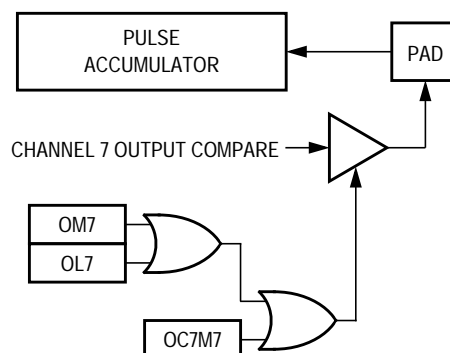 PULSE
ACCUMULATOR
PAD
CHANNEL 7 OUTPUT COMPARE
OM7
OL7
OC7M7